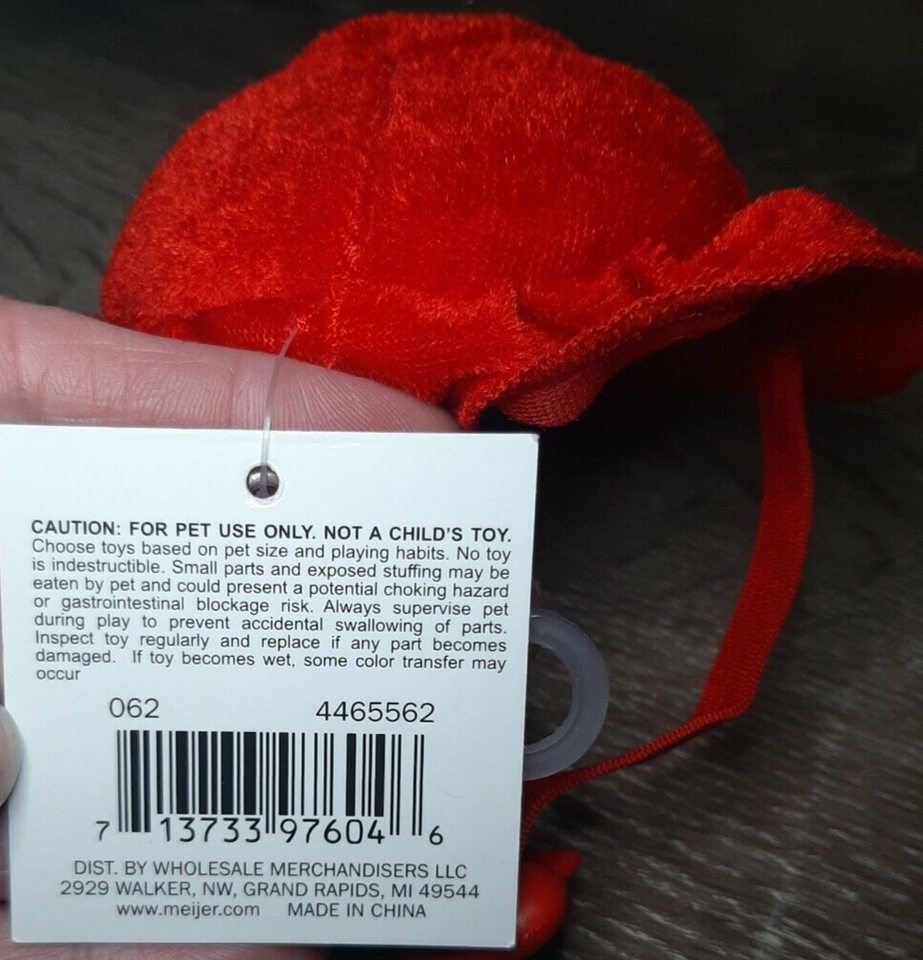 CAUTION: FOR PET USE ONLY. NOT A CHILD'S TOY.
Choose toys based on pet size and playing habits. No toy
is indestructible. Small parts and exposed stuffing may be
eaten by pet and could present a potential choking hazard
or gastrointestinal blockage risk. Always supervise pet
during play to prevent accidental swallowing of parts.
Inspect toy regularly and replace if any part becomes
damaged. If toy becomes wet, some color transfer may
occur
062 4465562
7 13733 97604 6
DIST. BY WHOLESALE MERCHANDISERS LLC
2929 WALKER, NW, GRAND RAPIDS, MI 49544
www.meijer.com MADE IN CHINA